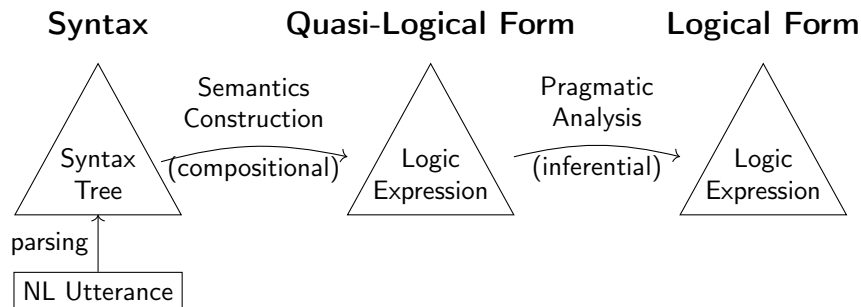 Syntax
Quasi-Logical Form
Logical Form
Semantics
Construction
(compositional)
Pragmatic
Analysis
(inferential)
Syntax
Tree
Logic
Expression
Logic
Expression
parsing
NL Utterance